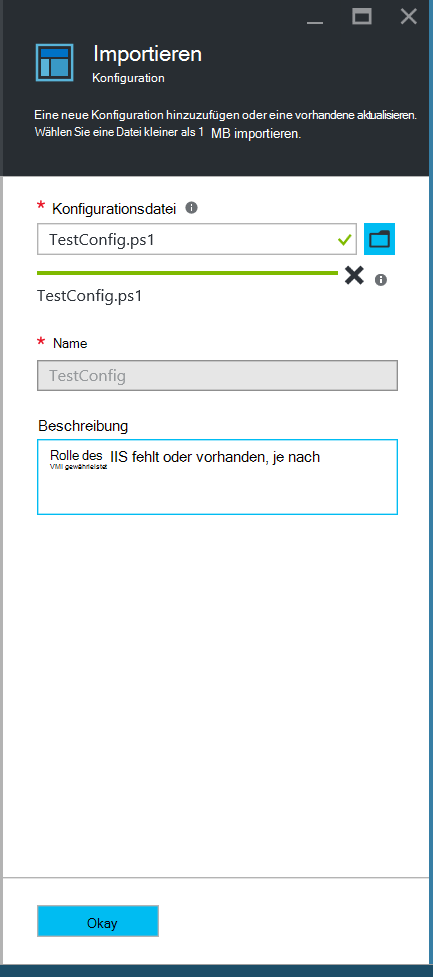 Importieren
Konfiguration
Eine neue Konfiguration hinzuzufügen oder eine vorhandene aktualisieren.
Wählen Sie eine Datei kleiner als 1 MB importieren.
* Konfigurationsdatei
TestConfig.ps1
TestConfig.ps1
* Name
TestConfig
Beschreibung
Rolle des IIS fehlt oder vorhanden, je nach
VMI gewährleistet
Okay